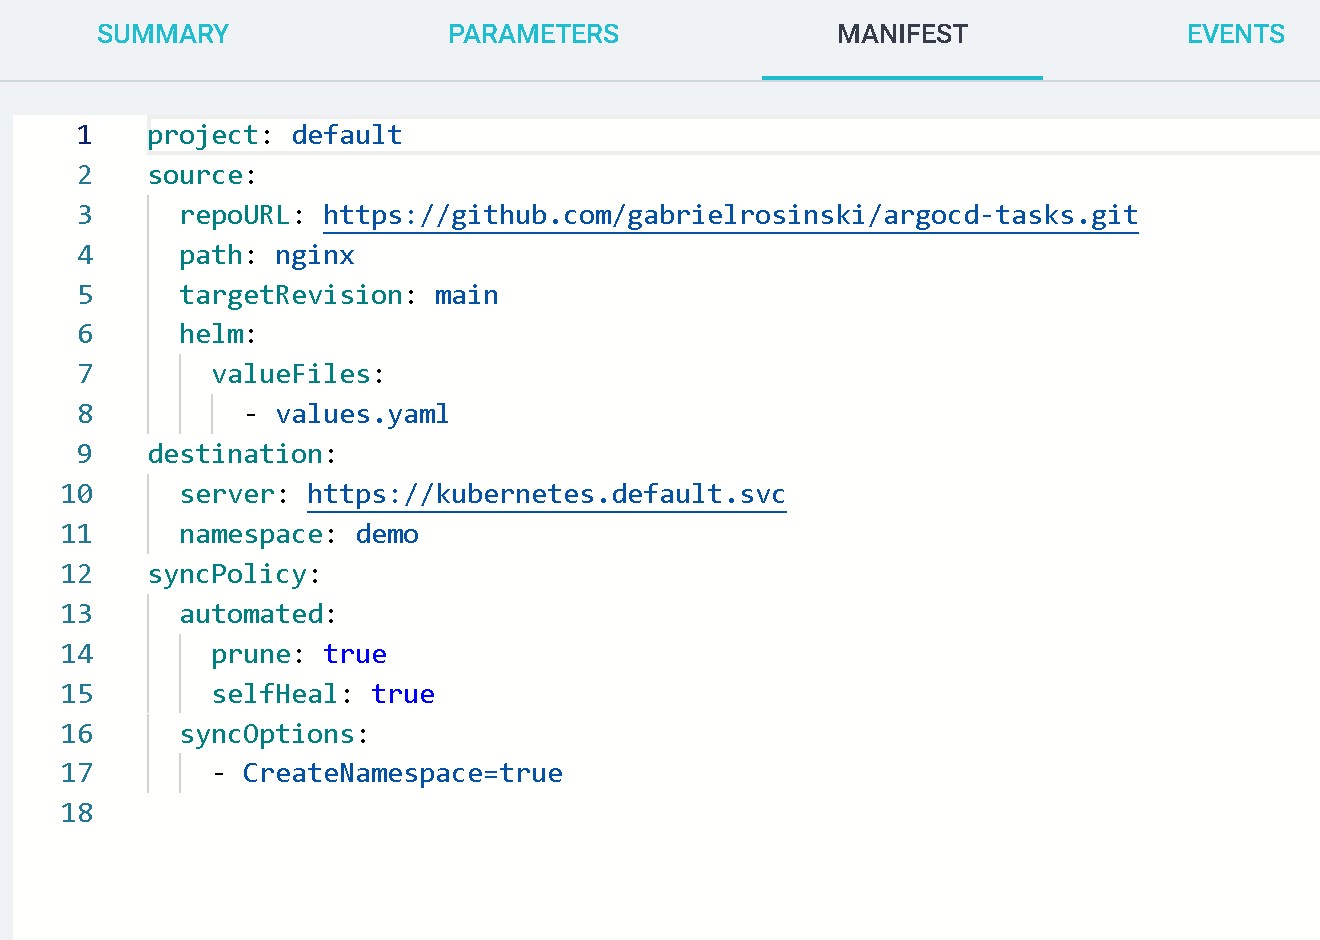 SUMMARY PARAMETERS MANIFEST EVENTS
1 project: default
2 source:
3   repoURL: https://github.com/gabrielrosinski/argocd-tasks.git
4   path: nginx
5   targetRevision: main
6   helm:
7     valueFiles:
8       - values.yaml
9 destination:
10   server: https://kubernetes.default.svc
11   namespace: demo
12 syncPolicy:
13   automated:
14     prune: true
15     selfHeal: true
16   syncOptions:
17     - CreateNamespace=true
18